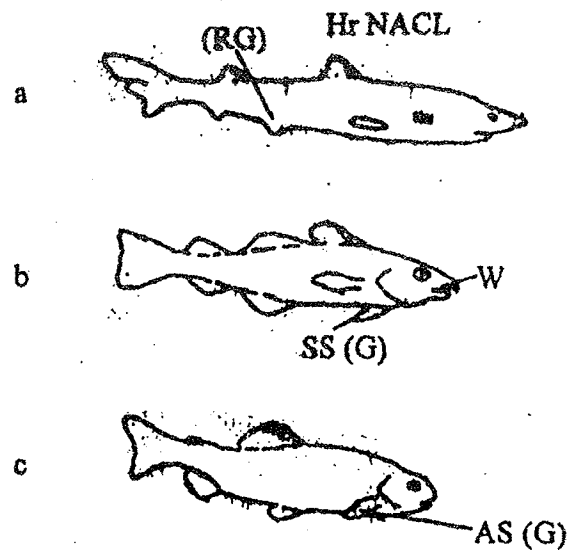 Hr NACL
(RG)
a
b
W
SS (G)
c
AS (G)